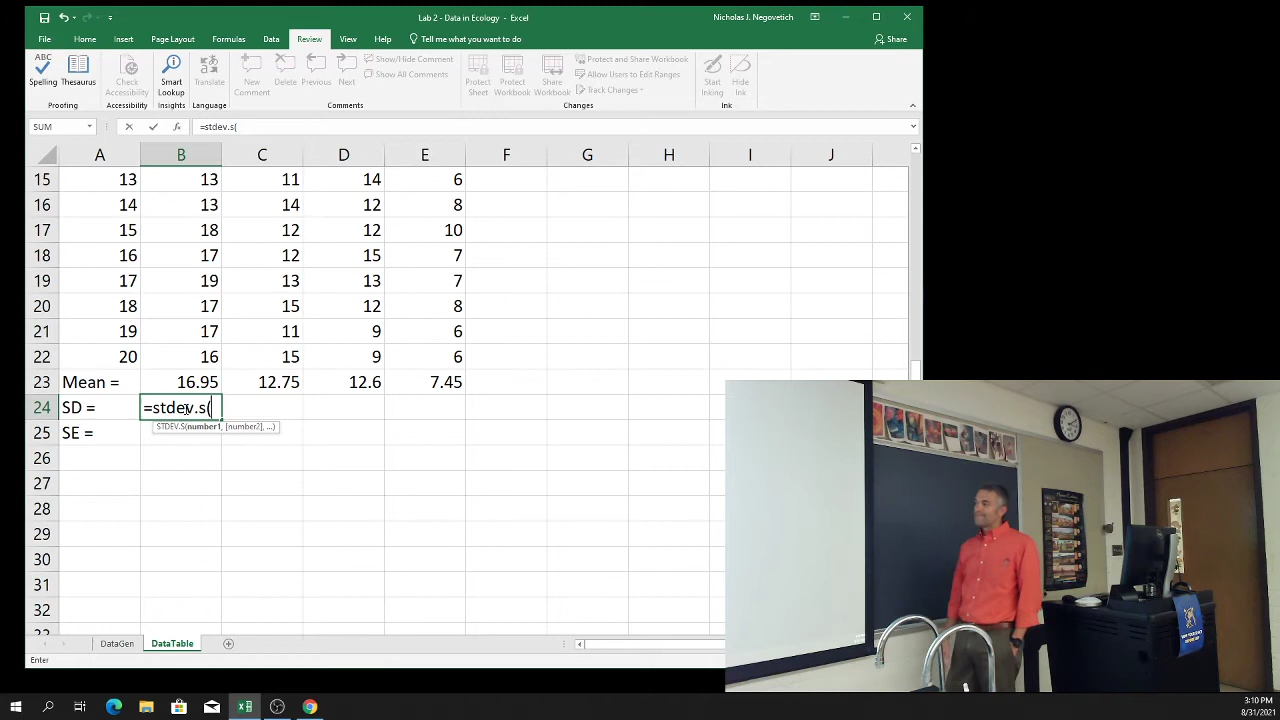 Lab 2 - Data in Ecology - Excel
Nicholas J. Negovetich
File Home Insert Page Layout Formulas Data Review View Help Tell me what you want to do Share
ABC
Spelling Thesaurus Check Accessibility Smart Lookup Translate New Comment Delete Previous Next Show/Hide Comment Show All Comments Protect Sheet Protect Workbook Share Workbook Protect and Share Workbook Allow Users to Edit Ranges Track Changes Start Inking Hide Ink
Proofing Accessibility Insights Language Comments Changes Ink
SUM fx =stdev.s(
A B C D E F G H I J
15 13 13 11 14 6
16 14 13 14 12 8
17 15 18 12 12 10
18 16 17 12 15 7
19 17 19 13 13 7
20 18 17 15 12 8
21 19 17 11 9 6
22 20 16 15 9 6
23 Mean = 16.95 12.75 12.6 7.45
24 SD = =stdev.s(
STDEV.S(number1, [number2], ...)
25 SE =
26
27
28
29
30
31
32
DataGen DataTable
Enter
3:10 PM
8/31/2021